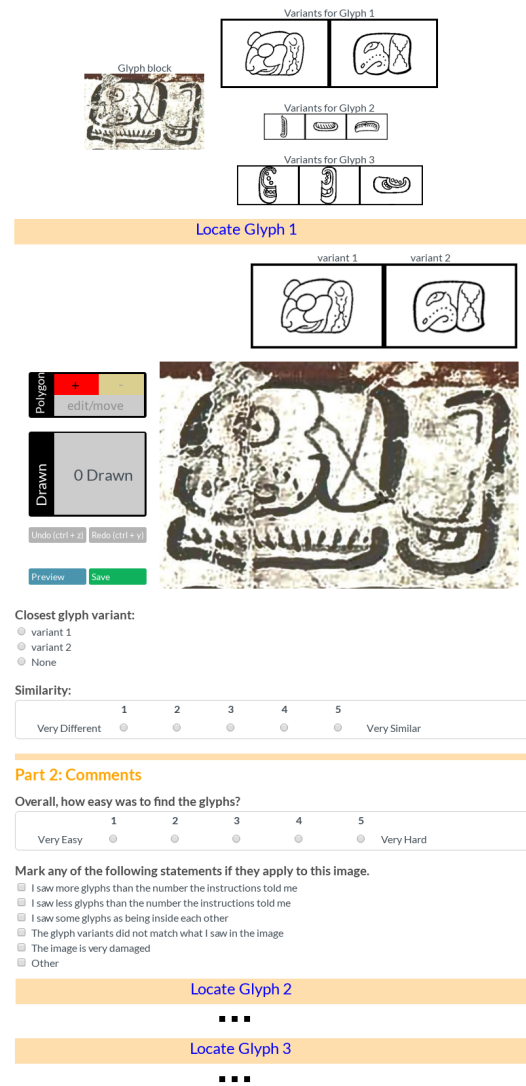 Variants for Glyph 1
Glyph block
Variants for Glyph 2
Variants for Glyph 3
Locate Glyph 1
variant 1 variant 2
Polygon
+ -
edit/move
Drawn
0 Drawn
Undo (ctrl + z) Redo (ctrl + y)
Preview Save
Closest glyph variant:
variant 1
variant 2
None
Similarity:
1 2 3 4 5
Very Different Very Similar
Part 2: Comments
Overall, how easy was to find the glyphs?
1 2 3 4 5
Very Easy Very Hard
Mark any of the following statements if they apply to this image.
I saw more glyphs than the number the instructions told me
I saw less glyphs than the number the instructions told me
I saw some glyphs as being inside each other
The glyph variants did not match what I saw in the image
The image is very damaged
Other
Locate Glyph 2
...
Locate Glyph 3
...